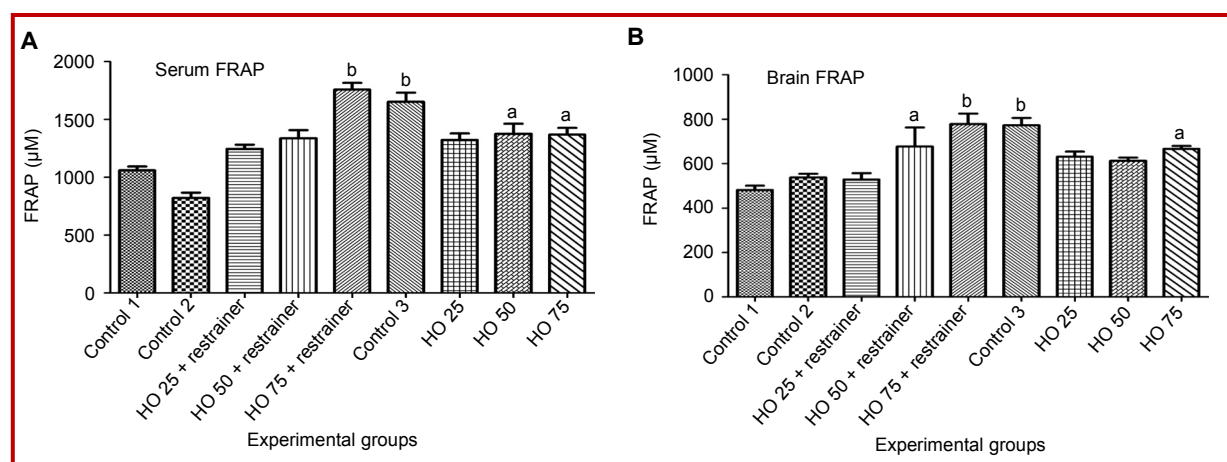 A
Serum FRAP
FRAP (µM)
2000
1500
1000
500
0
b
b
a
a
Control 1
Control 2
HO 25 + restrainer
HO 50 + restrainer
HO 75 + restrainer
Control 3
HO 25
HO 50
HO 75
Experimental groups
B
Brain FRAP
FRAP (µM)
1000
800
600
400
200
0
a
b
b
a
Control 1
Control 2
HO 25 + restrainer
HO 50 + restrainer
HO 75 + restrainer
Control 3
HO 25
HO 50
HO 75
Experimental groups